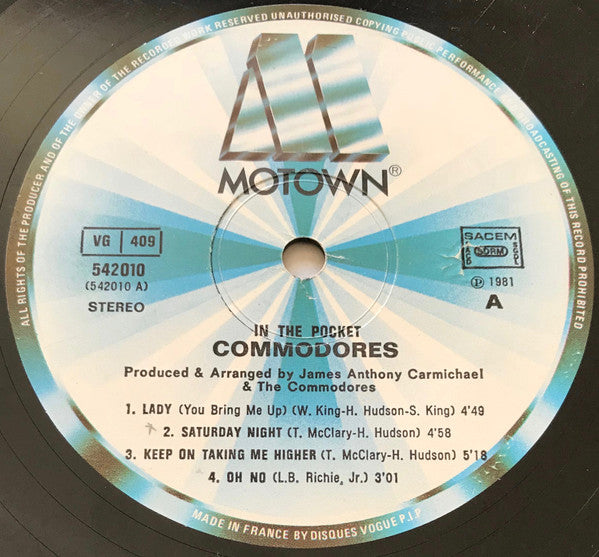 ALL RIGHTS OF THE PRODUCER AND OF THE OWNER OF THE RECORDED WORK RESERVED UNAUTHORISED COPYING PUBLIC PERFORMANCE AND BROADCASTING OF THIS RECORD PROHIBITED
MOTOWN®
VG 409
542010
(542010 A)
STEREO
SACEM
SDRM
SACD
SGDL
Ⓟ 1981
A
IN THE POCKET
COMMODORES
Produced & Arranged by James Anthony Carmichael
& The Commodores
1. LADY (You Bring Me Up) (W. King-H. Hudson-S. King) 4'49
2. SATURDAY NIGHT (T. McClary-H. Hudson) 4'58
3. KEEP ON TAKING ME HIGHER (T. McClary-H. Hudson) 5'18
4. OH NO (L.B. Richie, Jr.) 3'01
MADE IN FRANCE BY DISQUES VOGUE P.I.P